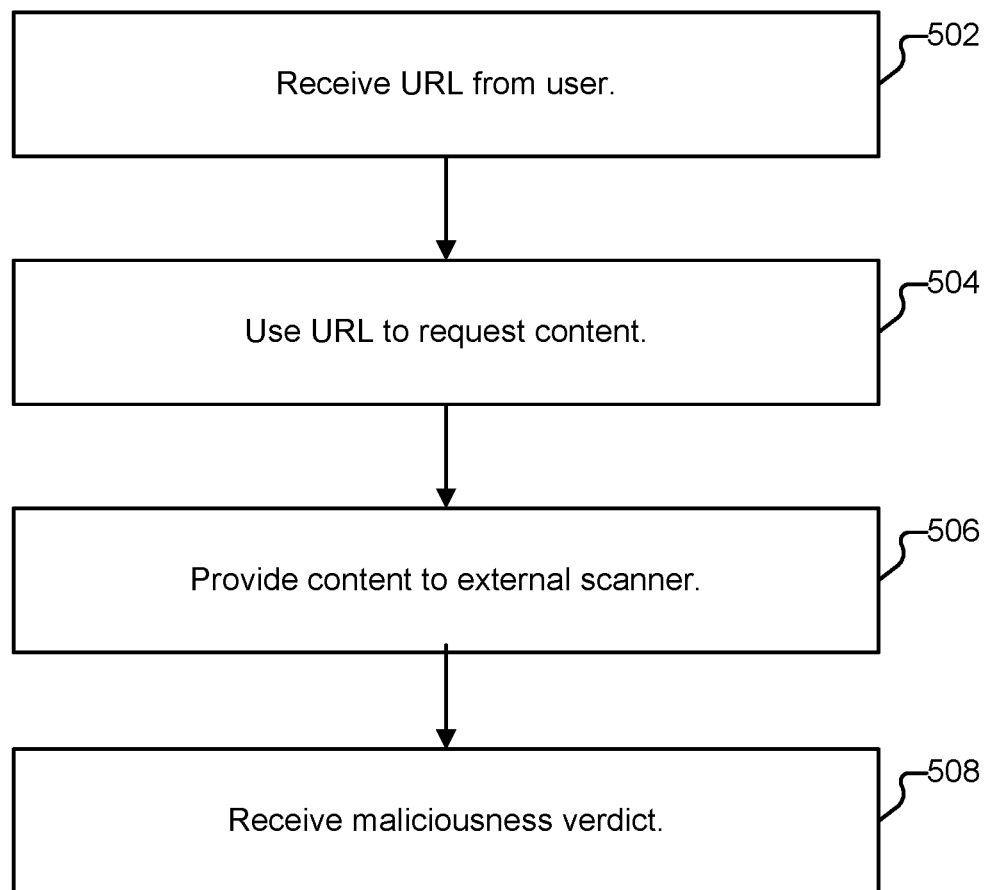 Receive URL from user.
502
Use URL to request content.
504
Provide content to external scanner.
506
Receive maliciousness verdict.
508